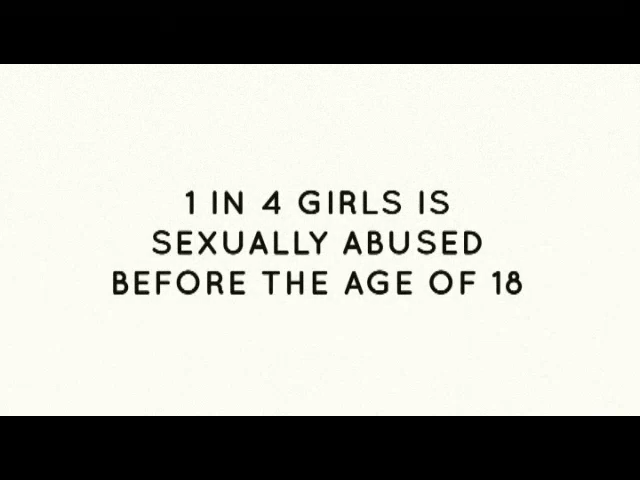 1 IN 4 GIRLS IS
SEXUALLY ABUSED
BEFORE THE AGE OF 18